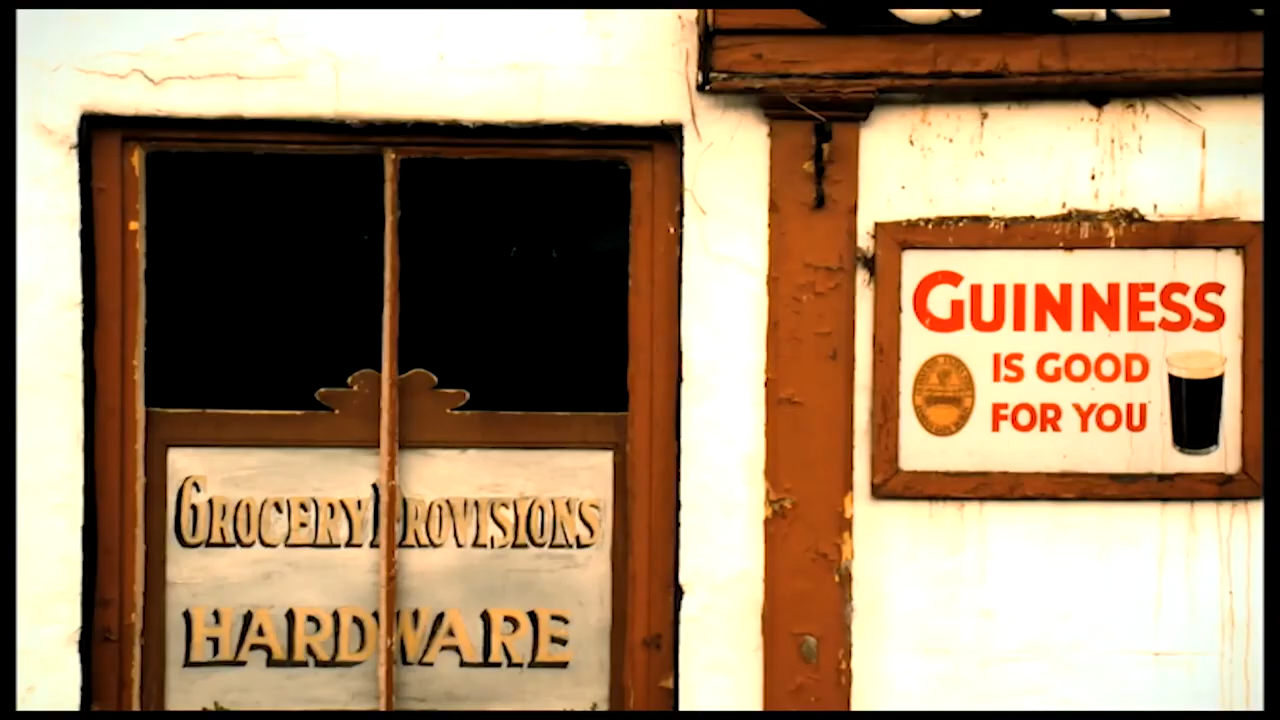 GROCERY PROVISIONS
HARDWARE
GUINNESS
IS GOOD
FOR YOU